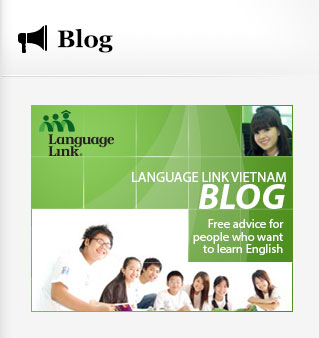 Blog
Language
Link
LANGUAGE LINK VIETNAM
BLOG
Free advice for
people who want
to learn English